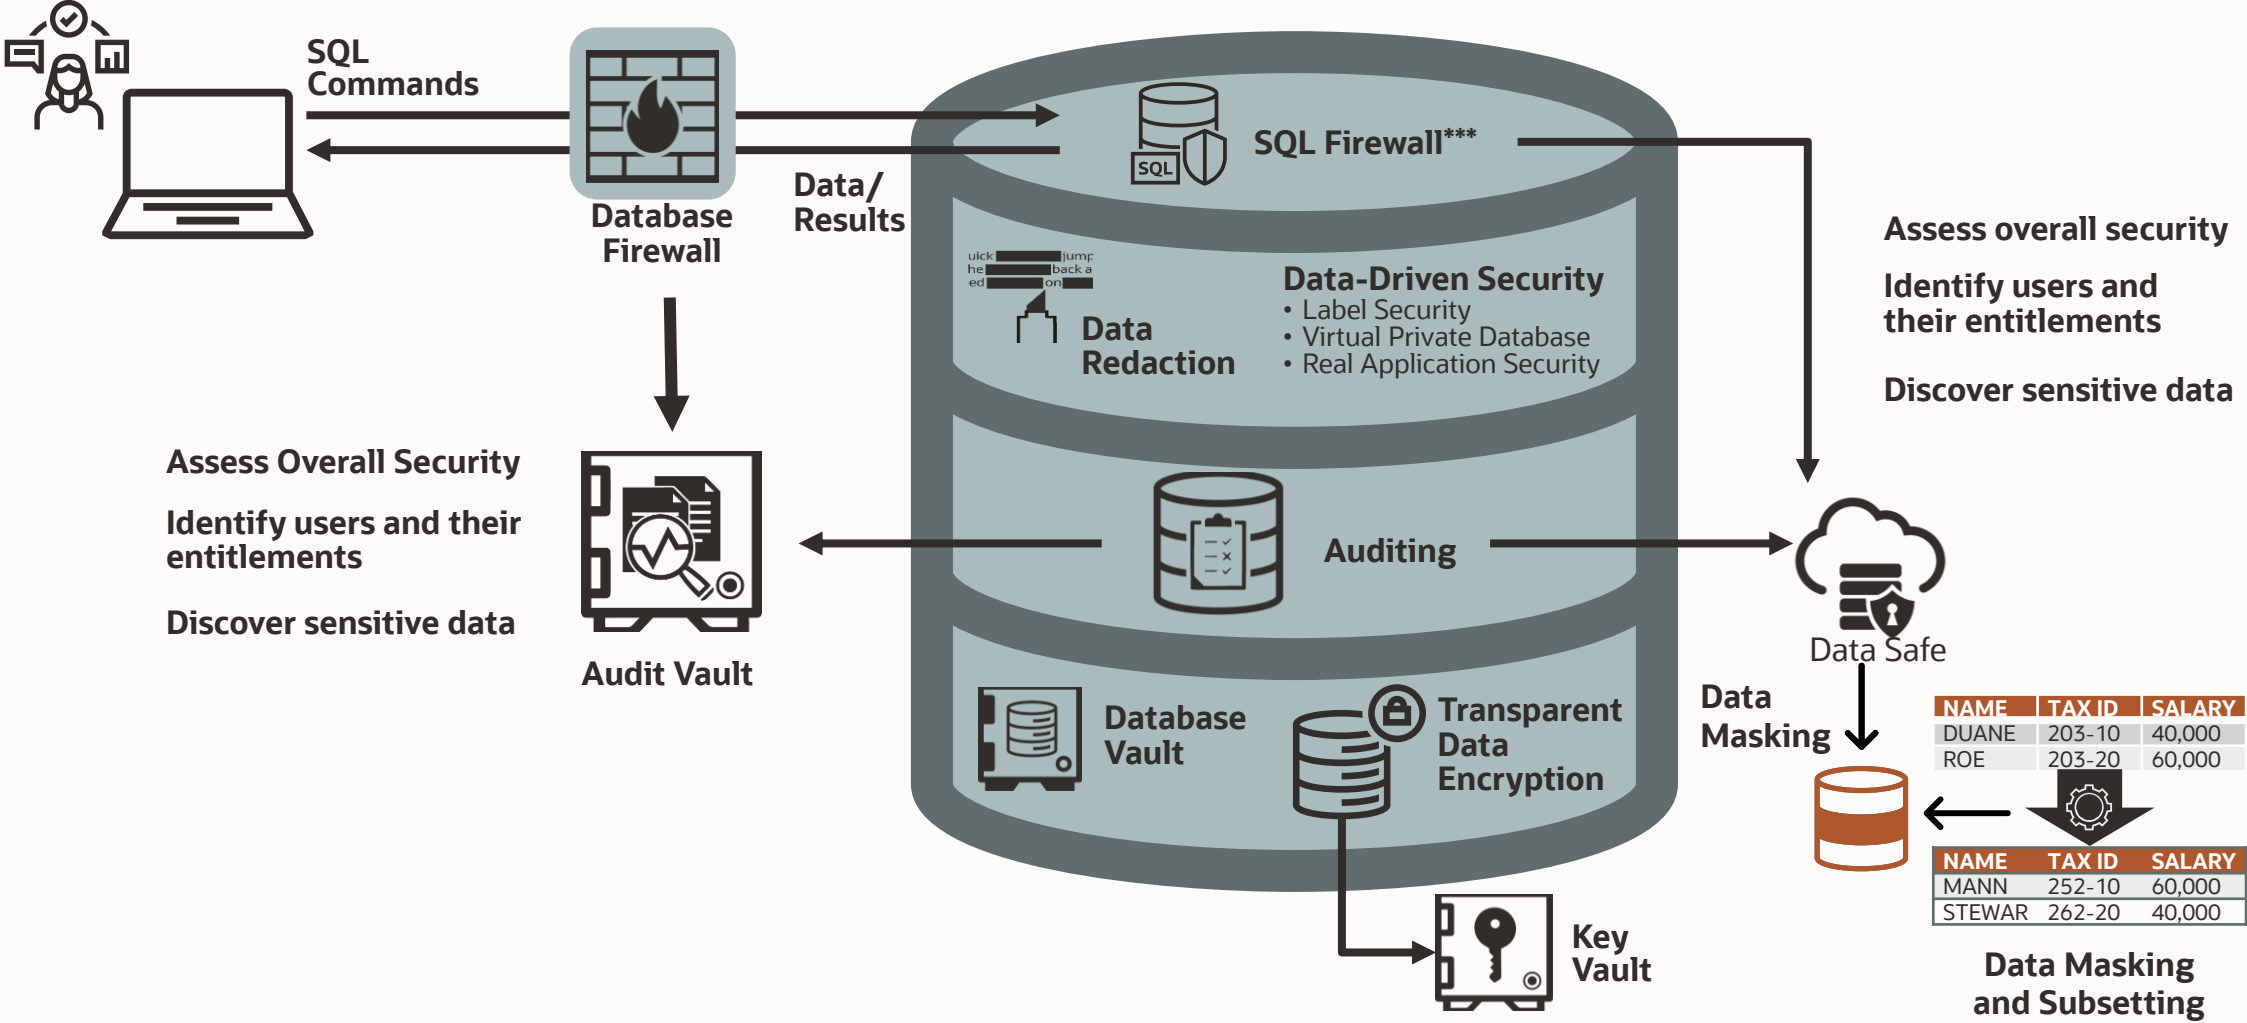 SQL
Commands
Database
Firewall
Data/
Results
SQL
SQL Firewall***
uick jump
he back a
ed on
Data
Redaction
Data-Driven Security
• Label Security
• Virtual Private Database
• Real Application Security
Assess overall security
Identify users and
their entitlements
Discover sensitive data
Assess Overall Security
Identify users and their
entitlements
Discover sensitive data
Audit Vault
Auditing
Data Safe
Database
Vault
Transparent
Data
Encryption
Key
Vault
Data
Masking
NAME TAX ID SALARY
DUANE 203-10 40,000
ROE 203-20 60,000
NAME TAX ID SALARY
MANN 252-10 60,000
STEWAR 262-20 40,000
Data Masking
and Subsetting